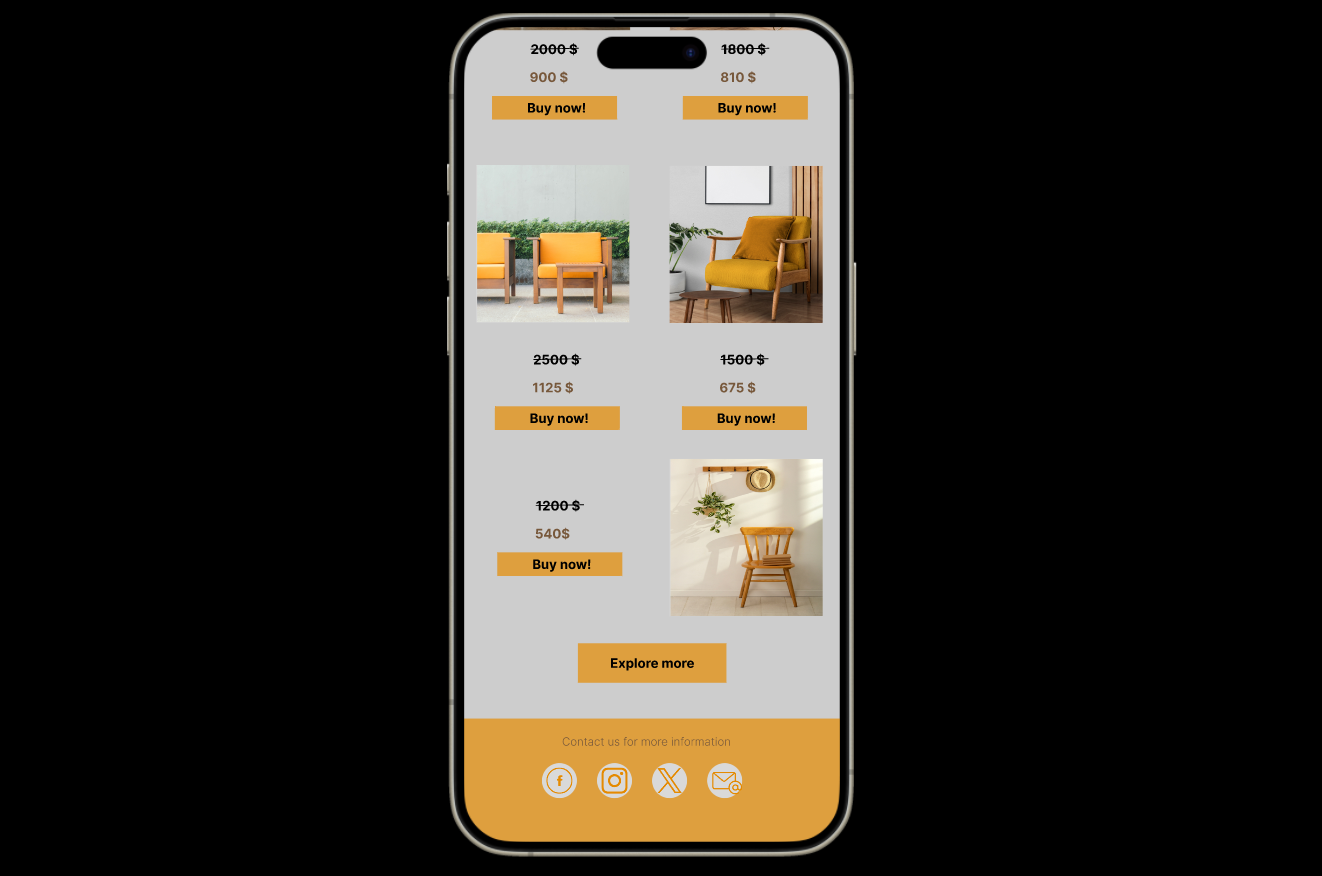 2000 $ 1800 $
900 $ 810 $
Buy now! Buy now!
2500 $ 1500 $
1125 $ 675 $
Buy now! Buy now!
1200 $
540$
Buy now!
Explore more
Contact us for more information